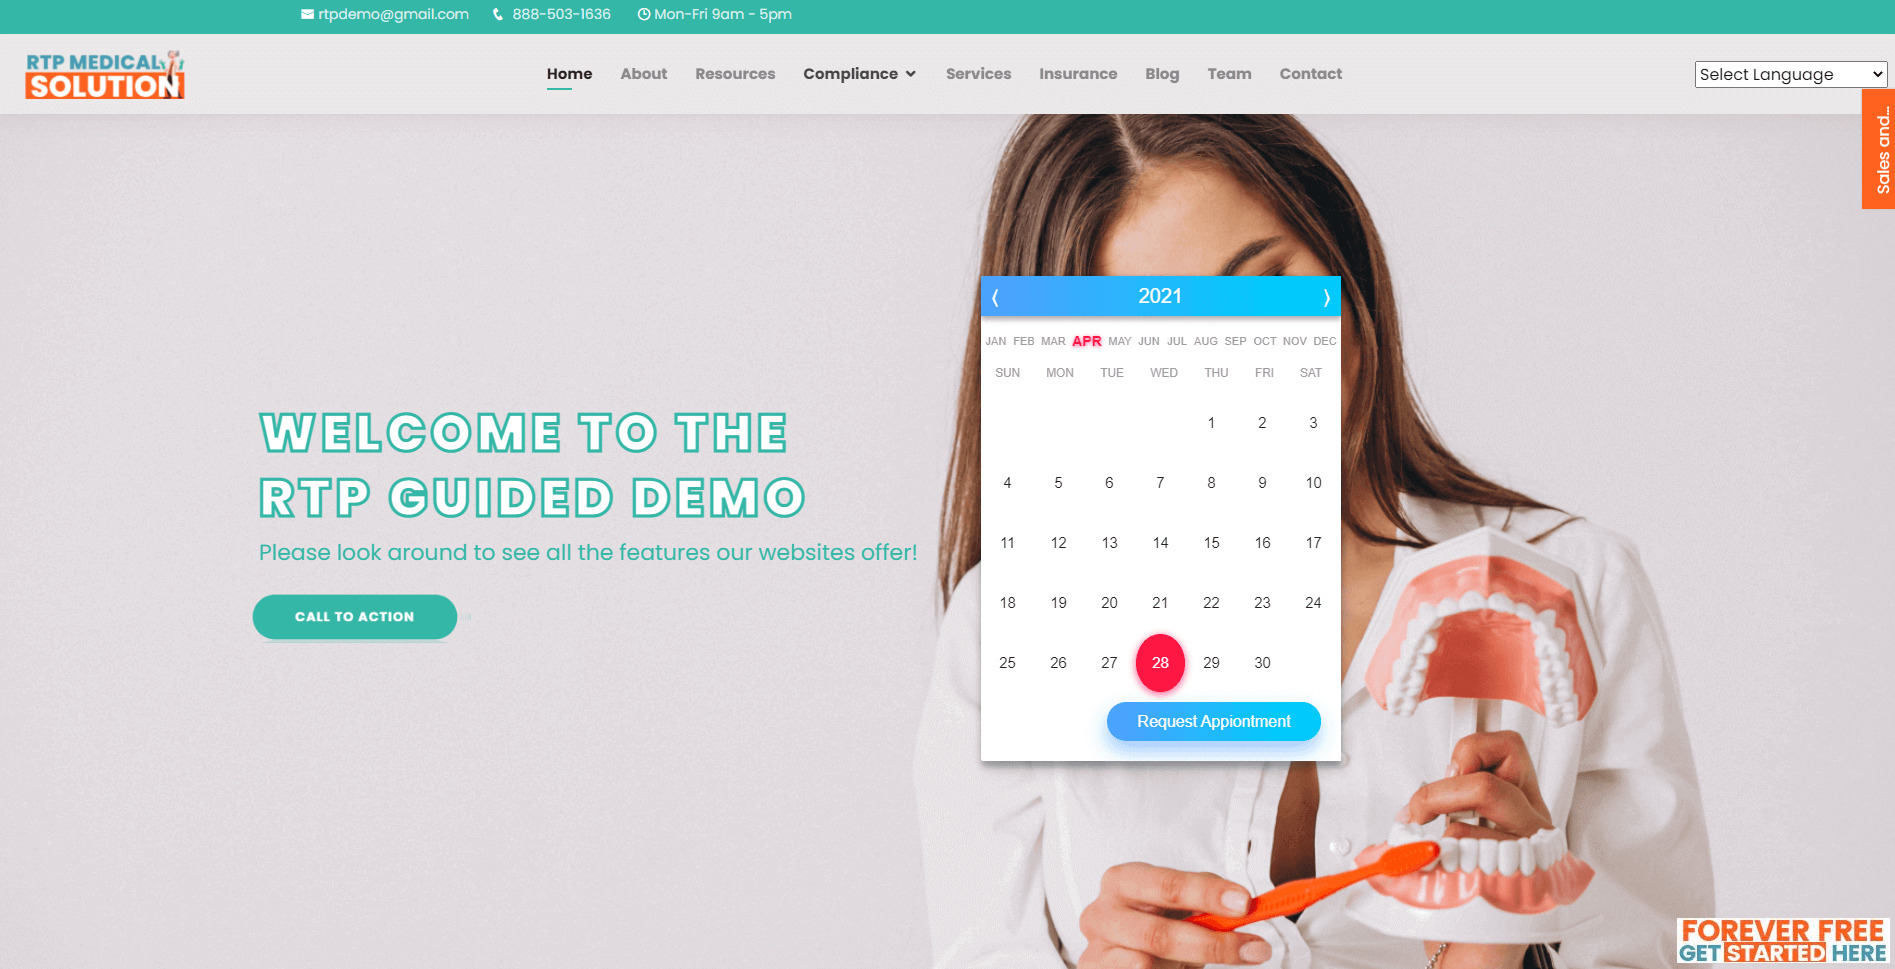 rtpdemo@gmail.com 888-503-1636 Mon-Fri 9am - 5pm
RTP MEDICAL
SOLUTION
Home About Resources Compliance Services Insurance Blog Team Contact
Select Language
Sales and...
2021
JAN FEB MAR APR MAY JUN JUL AUG SEP OCT NOV DEC
SUN MON TUE WED THU FRI SAT
1 2 3
4 5 6 7 8 9 10
11 12 13 14 15 16 17
18 19 20 21 22 23 24
25 26 27 28 29 30
Request Appiontment
WELCOME TO THE
RTP GUIDED DEMO
Please look around to see all the features our websites offer!
CALL TO ACTION
FOREVER FREE
GET STARTED HERE